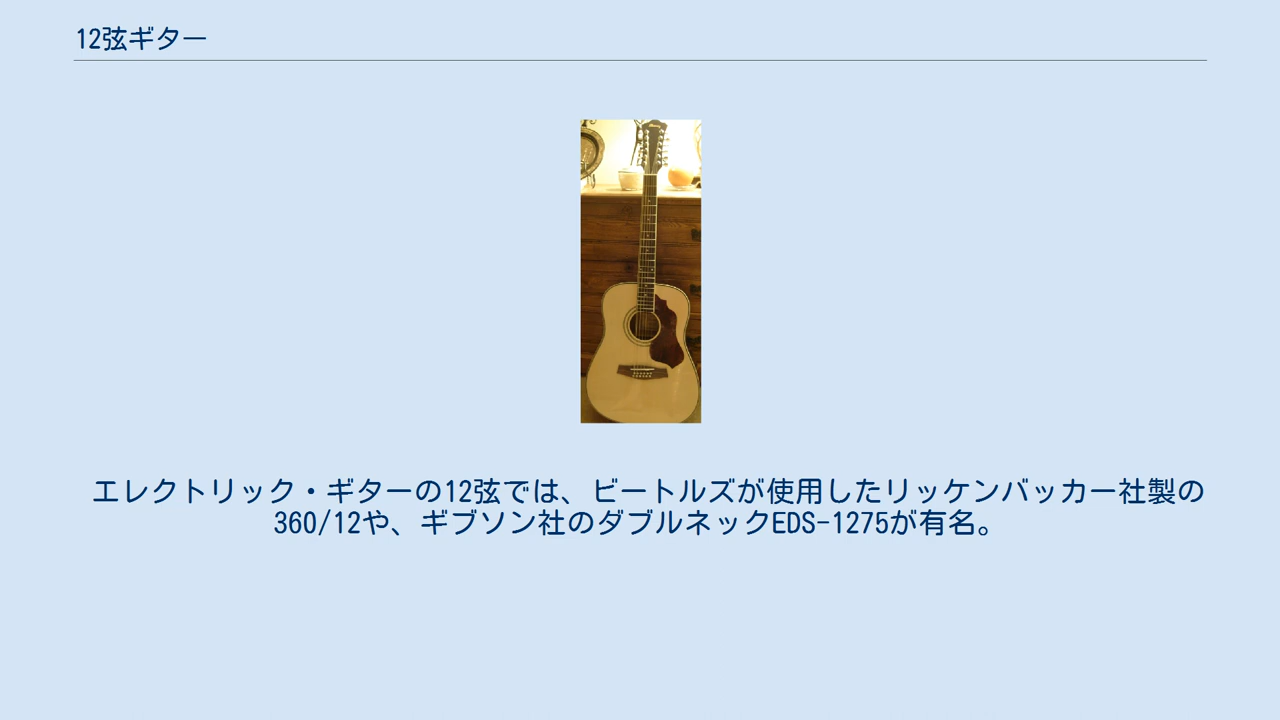 12弦ギター
エレクトリック・ギターの12弦では、ビートルズが使用したリッケンバッカー社製の
360/12や、ギブソン社のダブルネックEDS-1275が有名。